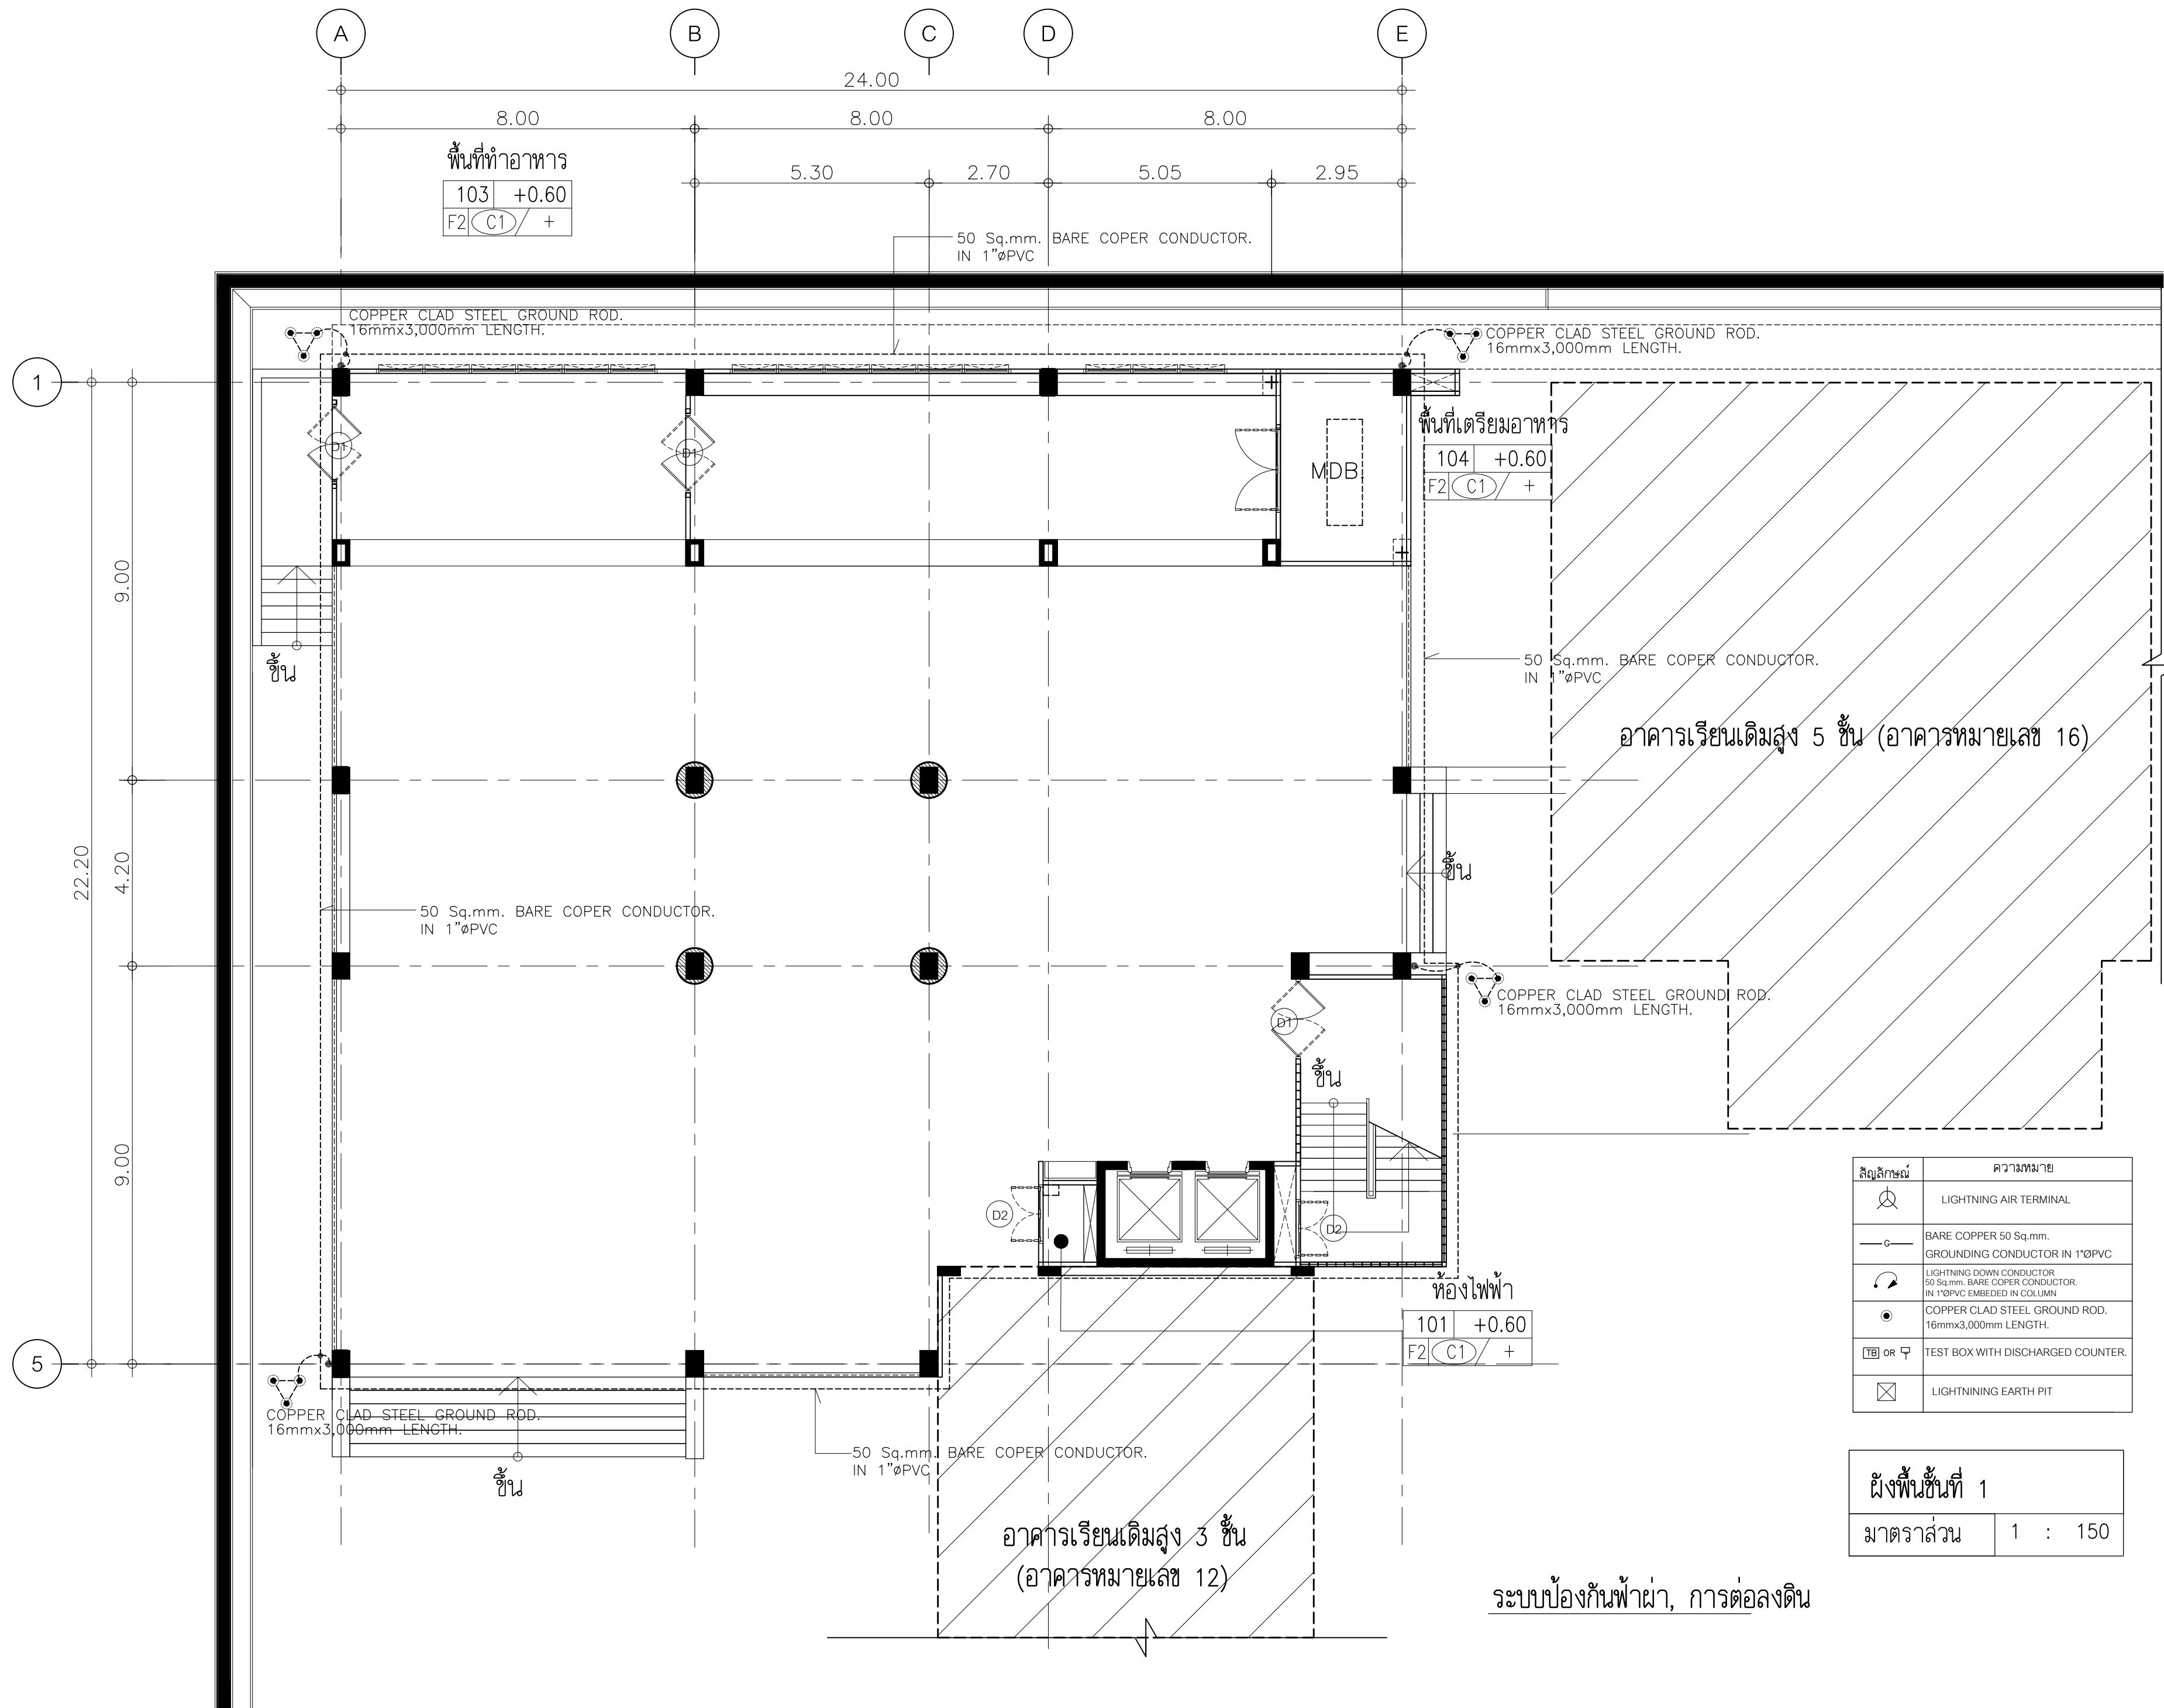 A
B
C
D
E
24.00
8.00
8.00
8.00
พื้นที่ทำอาหาร
103 +0.60
F2 C1 +
5.30
2.70
5.05
2.95
50 Sq.mm. BARE COPER CONDUCTOR.
IN 1"øPVC
COPPER CLAD STEEL GROUND ROD.
16mmx3,000mm LENGTH.
COPPER CLAD STEEL GROUND ROD.
16mmx3,000mm LENGTH.
1
D1
D1
MDB.
พื้นที่เตรียมอาหาร
104 +0.60
F2 C1 +
9.00
ขึ้น
50 Sq.mm. BARE COPER CONDUCTOR.
IN 1"øPVC
อาคารเรียนเดิมสูง 5 ชั้น (อาคารหมายเลข 16)
22.20
4.20
ขึ้น
50 Sq.mm. BARE COPER CONDUCTOR.
IN 1"øPVC
COPPER CLAD STEEL GROUND ROD.
16mmx3,000mm LENGTH.
D1
ขึ้น
9.00
D2
D2
ห้องไฟฟ้า
101 +0.60
F2 C1 +
5
COPPER CLAD STEEL GROUND ROD.
16mmx3,000mm LENGTH.
50 Sq.mm. BARE COPER CONDUCTOR.
IN 1"øPVC
ขึ้น
อาคารเรียนเดิมสูง 3 ชั้น
(อาคารหมายเลข 12)
สัญลักษณ์ ความหมาย
LIGHTNING AIR TERMINAL
G BARE COPPER 50 Sq.mm.
GROUNDING CONDUCTOR IN 1"ØPVC
LIGHTNING DOWN CONDUCTOR
50 Sq.mm. BARE COPER CONDUCTOR.
IN 1"ØPVC EMBEDED IN COLUMN
COPPER CLAD STEEL GROUND ROD.
16mmx3,000mm LENGTH.
TB OR TEST BOX WITH DISCHARGED COUNTER.
LIGHTNINING EARTH PIT
ผังพื้นชั้นที่ 1
มาตราส่วน 1 : 150
ระบบป้องกันฟ้าผ่า, การต่อลงดิน